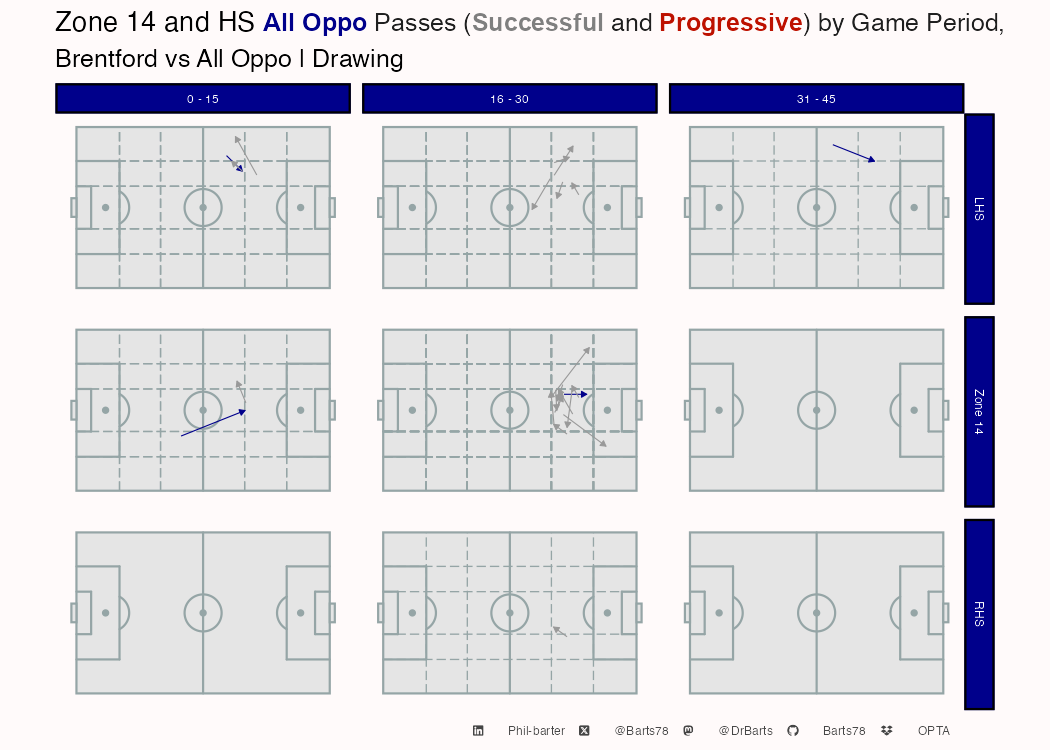 Zone 14 and HS All Oppo Passes (Successful and Progressive) by Game Period,
Brentford vs All Oppo | Drawing
0 - 15
16 - 30
31 - 45
LHS
Zone 14
RHS
Phil-barter @Barts78 @DrBarts Barts78 OPTA